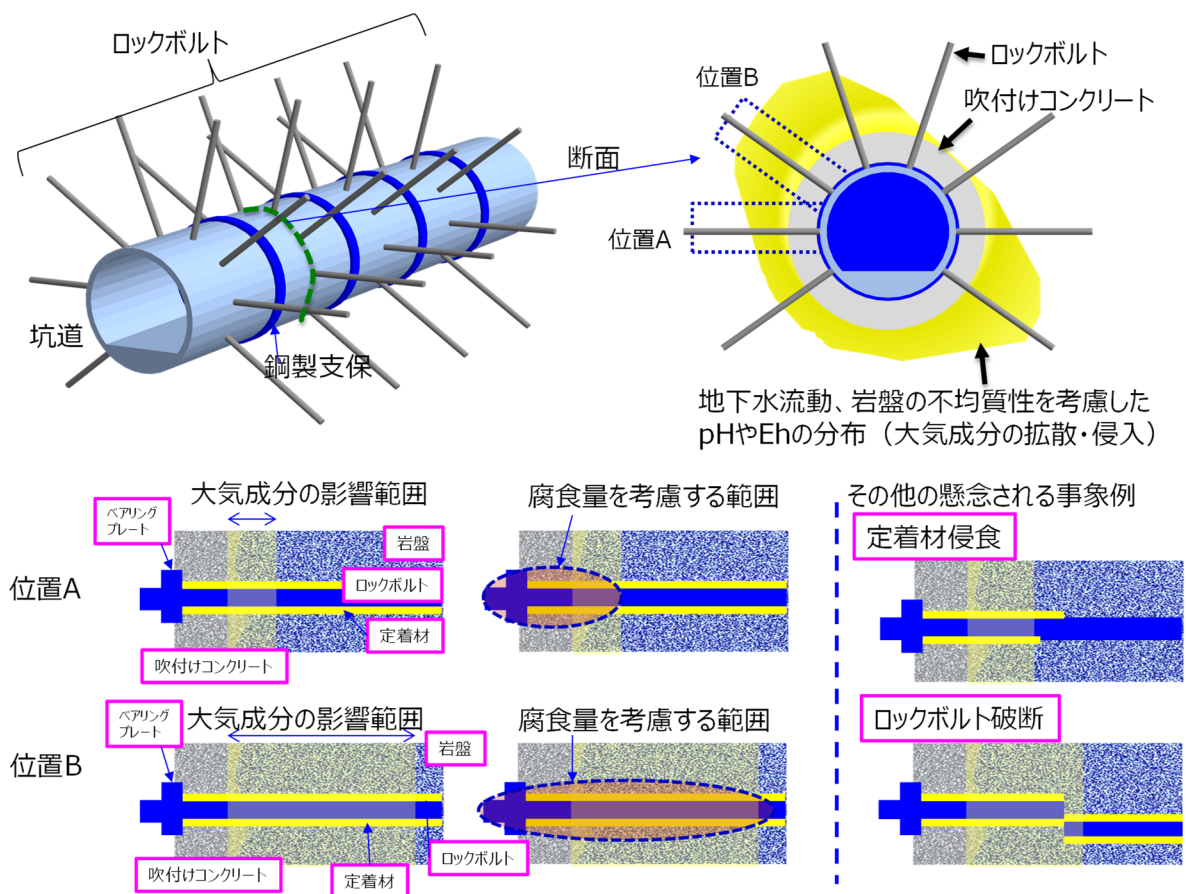 ロックボルト
断面
坑道
鋼製支保
ロックボルト
位置B
吹付けコンクリート
位置A
地下水流動、岩盤の不均質性を考慮した
pHやEhの分布（大気成分の拡散・侵入）
大気成分の影響範囲
腐食量を考慮する範囲
その他の懸念される事象例
ベアリング
プレート
岩盤
定着材侵食
位置A
ロックボルト
定着材
吹付けコンクリート
ベアリング
プレート
大気成分の影響範囲
腐食量を考慮する範囲
ロックボルト破断
岩盤
位置B
ロックボルト
吹付けコンクリート
定着材